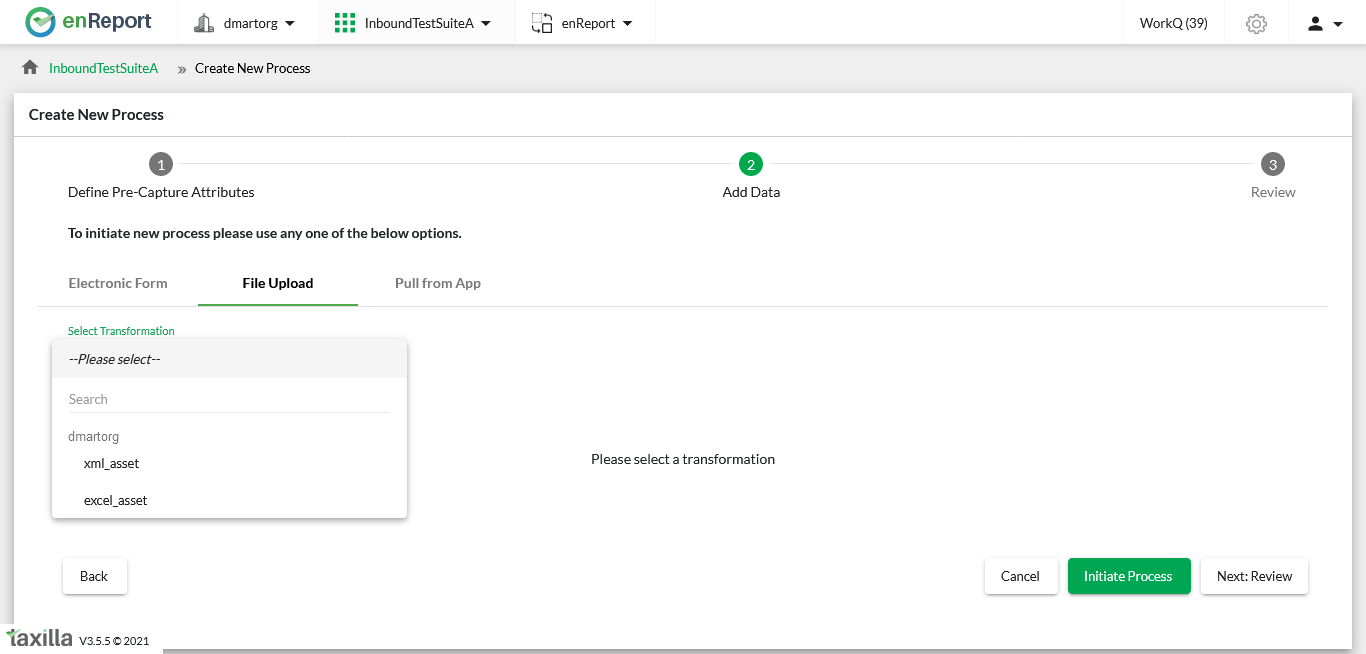 enReport dmartorg InboundTestSuiteA enReport WorkQ (39)
InboundTestSuiteA » Create New Process
Create New Process
1 2 3
Define Pre-Capture Attributes Add Data Review
To initiate new process please use any one of the below options.
Electronic Form File Upload Pull from App
Select Transformation
--Please select--
Search
dmartorg
Please select a transformation
xml_asset
excel_asset
Back Cancel Initiate Process Next: Review
taxilla V3.5.5 © 2021